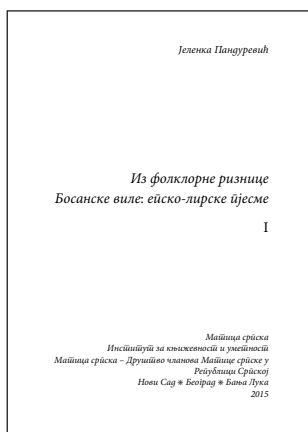 Јеленка Пандуревић
Из фолклорне ризнице
Босанске виле: епско-лирске пјесме
I
Матица српска
Институт за књижевност и уметност
Матица српска – Друштво чланова Матице српске у
Републици Српској
Нови Сад * Београд * Бања Лука
2015